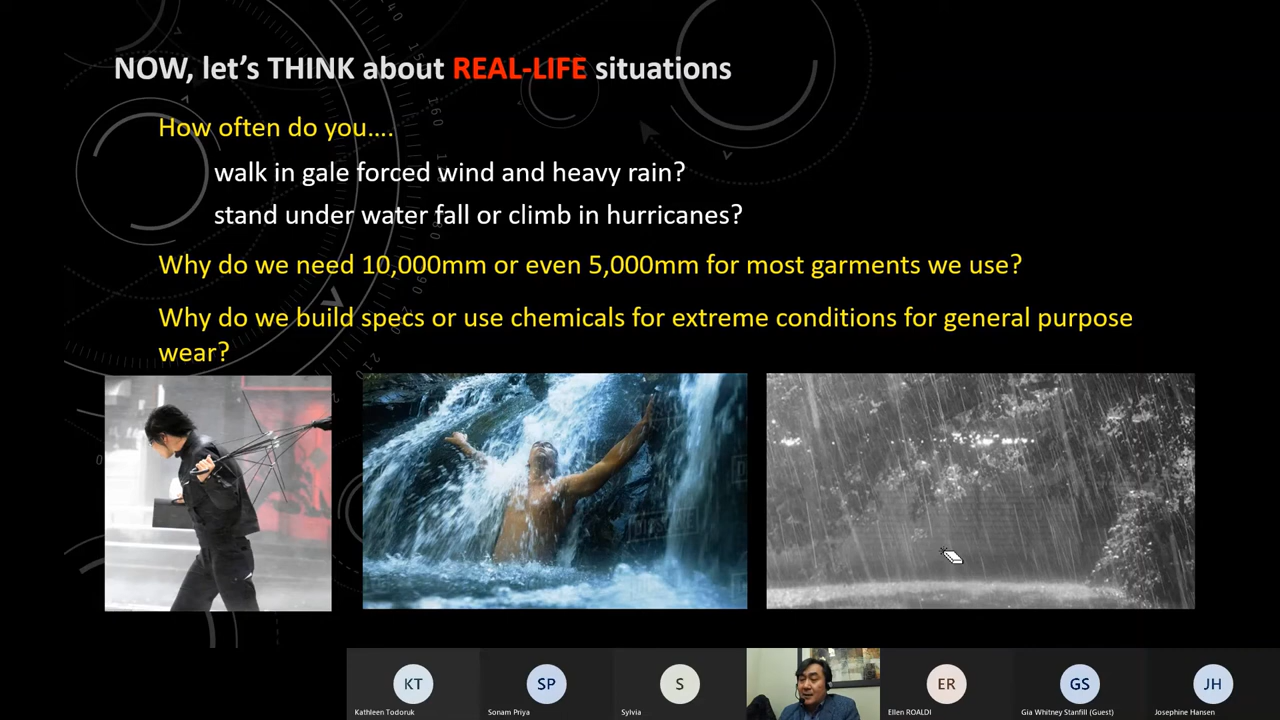 NOW, let's THINK about REAL-LIFE situations
How often do you....
walk in gale forced wind and heavy rain?
stand under water fall or climb in hurricanes?
Why do we need 10,000mm or even 5,000mm for most garments we use?
Why do we build specs or use chemicals for extreme conditions for general purpose
wear?
140
160
210
KT
SP
S
ER
GS
JH
Kathleen Todoruk
Sonam Priya
Sylvia
Ellen ROALDI
Gia Whitney Stanfill (Guest)
Josephine Hansen